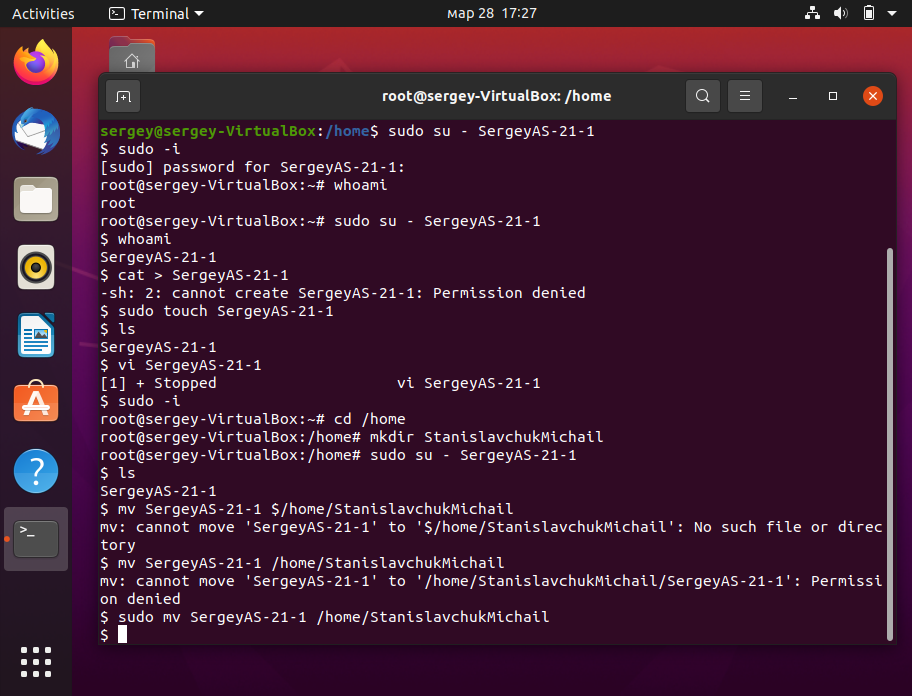 Activities
Terminal
мар 28 17:27
root@sergey-VirtualBox: /home
sergey@sergey-VirtualBox:/home$ sudo su - SergeyAS-21-1
$ sudo -i
[sudo] password for SergeyAS-21-1:
root@sergey-VirtualBox:~# whoami
root
root@sergey-VirtualBox:~# sudo su - SergeyAS-21-1
$ whoami
SergeyAS-21-1
$ cat > SergeyAS-21-1
-sh: 2: cannot create SergeyAS-21-1: Permission denied
$ sudo touch SergeyAS-21-1
$ ls
SergeyAS-21-1
$ vi SergeyAS-21-1
[1] + Stopped                    vi SergeyAS-21-1
$ sudo -i
root@sergey-VirtualBox:~# cd /home
root@sergey-VirtualBox:/home# mkdir StanislavchukMichail
root@sergey-VirtualBox:/home# sudo su - SergeyAS-21-1
$ ls
SergeyAS-21-1
$ mv SergeyAS-21-1 $/home/StanislavchukMichail
mv: cannot move 'SergeyAS-21-1' to '$/home/StanislavchukMichail': No such file or direc
tory
$ mv SergeyAS-21-1 /home/StanislavchukMichail
mv: cannot move 'SergeyAS-21-1' to '/home/StanislavchukMichail/SergeyAS-21-1': Permissi
on denied
$ sudo mv SergeyAS-21-1 /home/StanislavchukMichail
$